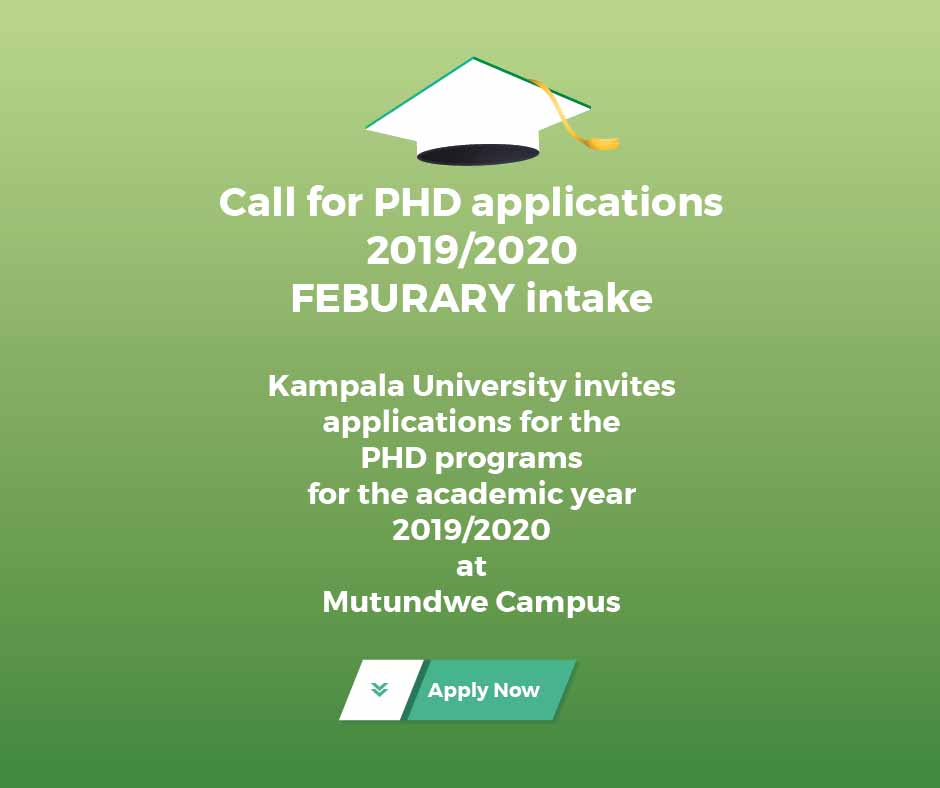 Call for PHD applications
2019/2020
FEBURARY intake
Kampala University invites
applications for the
PHD programs
for the academic year
2019/2020
at
Mutundwe Campus
Apply Now